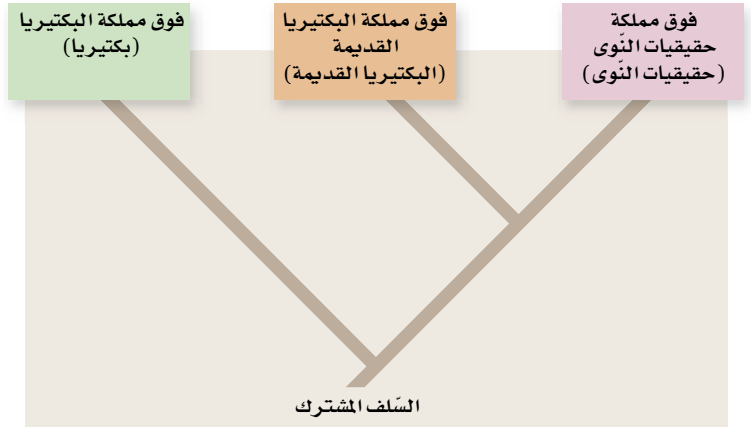 فوق مملكة
حقيقيات النّوى
(حقيقيات النّوى)
فوق مملكة البكتيريا
القديمة
(البكتيريا القديمة)
فوق مملكة البكتيريا
(بكتيريا)
السّلف المشترك